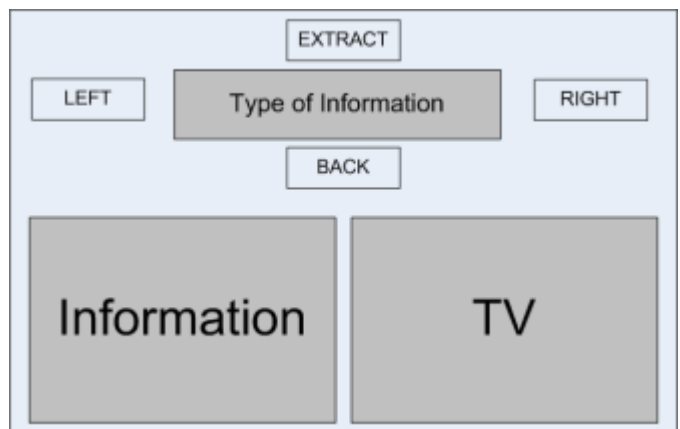 EXTRACT
LEFT
Type of Information
RIGHT
BACK
Information
TV